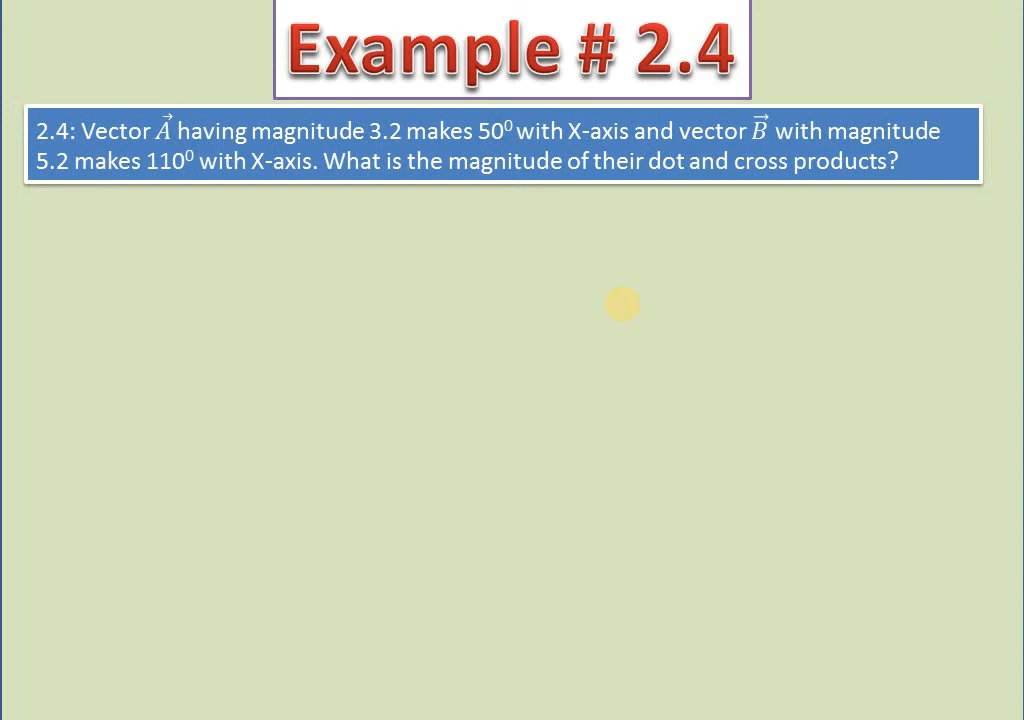 Example # 2.4
2.4: Vector A⃗ having magnitude 3.2 makes 50⁰ with X-axis and vector B⃗ with magnitude
5.2 makes 110⁰ with X-axis. What is the magnitude of their dot and cross products?